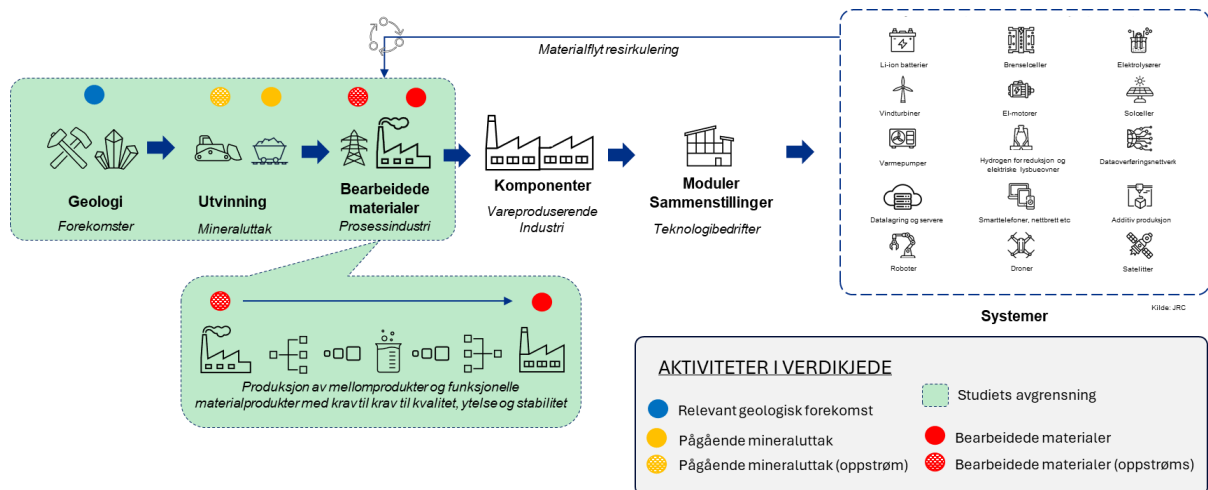 Materialflyt resirkulering
Li-ion batterier
Brenselceller
Elektrolysører
Vindturbiner
El-motorer
Solceller
Varmepumper
Hydrogen for reduksjon og
elektriske lysbueovner
Dataoverføringsnettverk
Datalagring og servere
Smarttelefoner, nettbrett etc
Additiv produksjon
Roboter
Droner
Satelitter
Kilde: JRC
Systemer
Geologi
Forekomster
Utvinning
Mineraluttak
Bearbeidede
materialer
Prosessindustri
Komponenter
Vareproduserende
Industri
Moduler
Sammenstillinger
Teknologibedrifter
Produksjon av mellomprodukter og funksjonelle
materialprodukter med krav til krav til kvalitet, ytelse og stabilitet
AKTIVITETER I VERDIKJEDE
Relevant geologisk forekomst
Pågående mineraluttak
Pågående mineraluttak (oppstrøm)
Studiets avgrensning
Bearbeidede materialer
Bearbeidede materialer (oppstrøms)